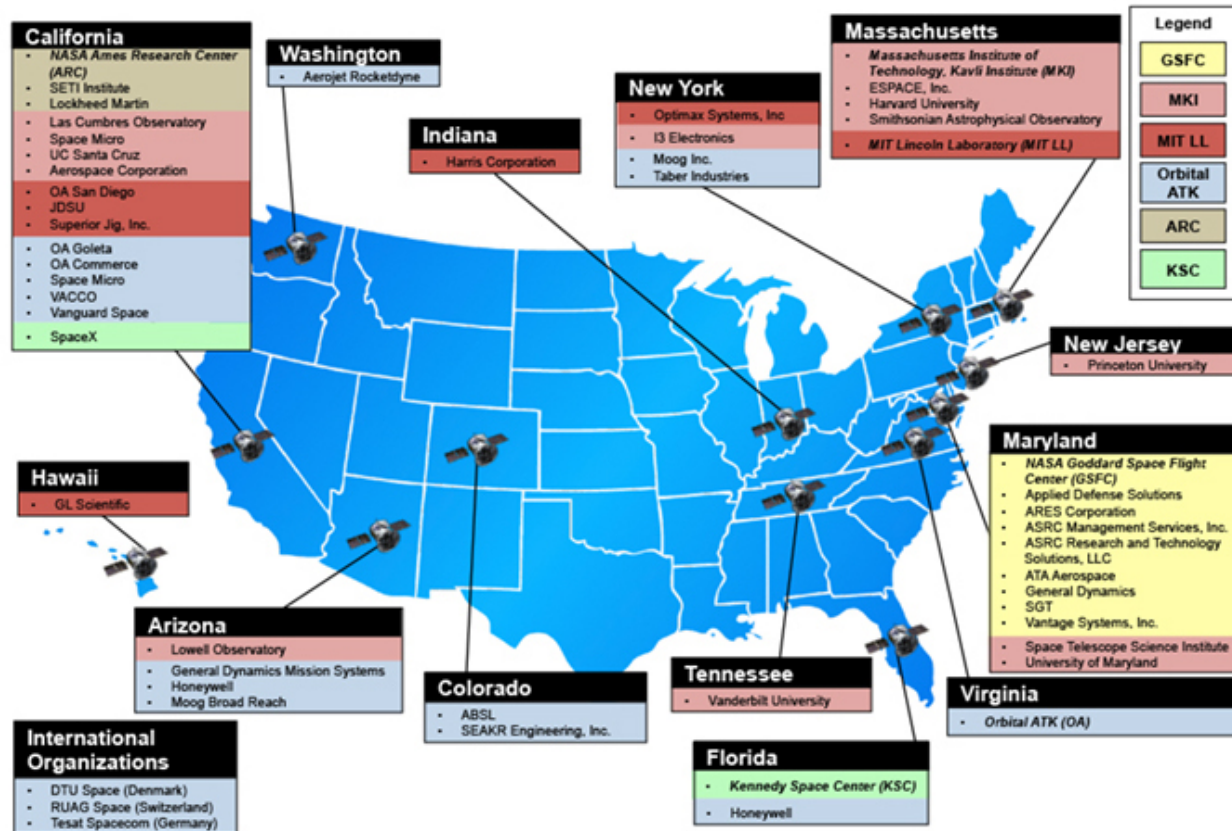 California
NASA Ames Research Center
(ARC)
SETI Institute
Lockheed Martin
Las Cumbres Observatory
Space Micro
UC Santa Cruz
Aerospace Corporation
OA San Diego
JDSU
Superior Jig, Inc.
OA Goleta
OA Commerce
Space Micro
VACCO
Vanguard Space
SpaceX
Washington
Aerojet Rocketdyne
Indiana
Harris Corporation
New York
Optimax Systems, Inc
I3 Electronics
Moog Inc.
Taber Industries
Massachusetts
Massachusetts Institute of
Technology, Kavli Institute (MKI)
ESPACE, Inc.
Harvard University
Smithsonian Astrophysical Observatory
MIT Lincoln Laboratory (MIT LL)
Legend
GSFC
MKI
MIT LL
Orbital
ATK
ARC
KSC
New Jersey
Princeton University
Maryland
NASA Goddard Space Flight
Center (GSFC)
Applied Defense Solutions
ARES Corporation
ASRC Management Services, Inc.
ASRC Research and Technology
Solutions, LLC
ATA Aerospace
General Dynamics
SGT
Vantage Systems, Inc.
Space Telescope Science Institute
University of Maryland
Hawaii
GL Scientific
Arizona
Lowell Observatory
General Dynamics Mission Systems
Honeywell
Moog Broad Reach
Colorado
ABSL
SEAKR Engineering, Inc.
Tennessee
Vanderbilt University
Virginia
Orbital ATK (OA)
Florida
Kennedy Space Center (KSC)
Honeywell
International
Organizations
DTU Space (Denmark)
RUAG Space (Switzerland)
Tesat Spacecom (Germany)